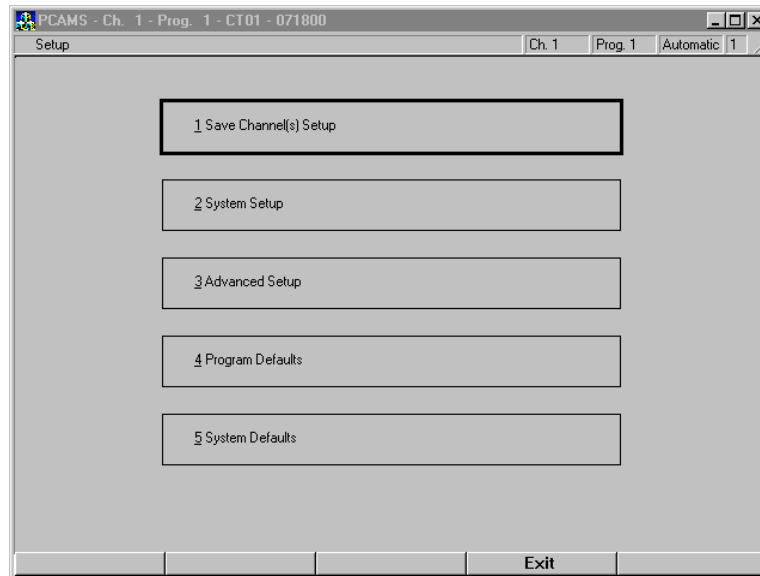 PCAMS - Ch. 1 - Prog. 1 - CT01 - 071800
Setup Ch. 1 Prog. 1 Automatic 1
1 Save Channel(s) Setup
2 System Setup
3 Advanced Setup
4 Program Defaults
5 System Defaults
Exit